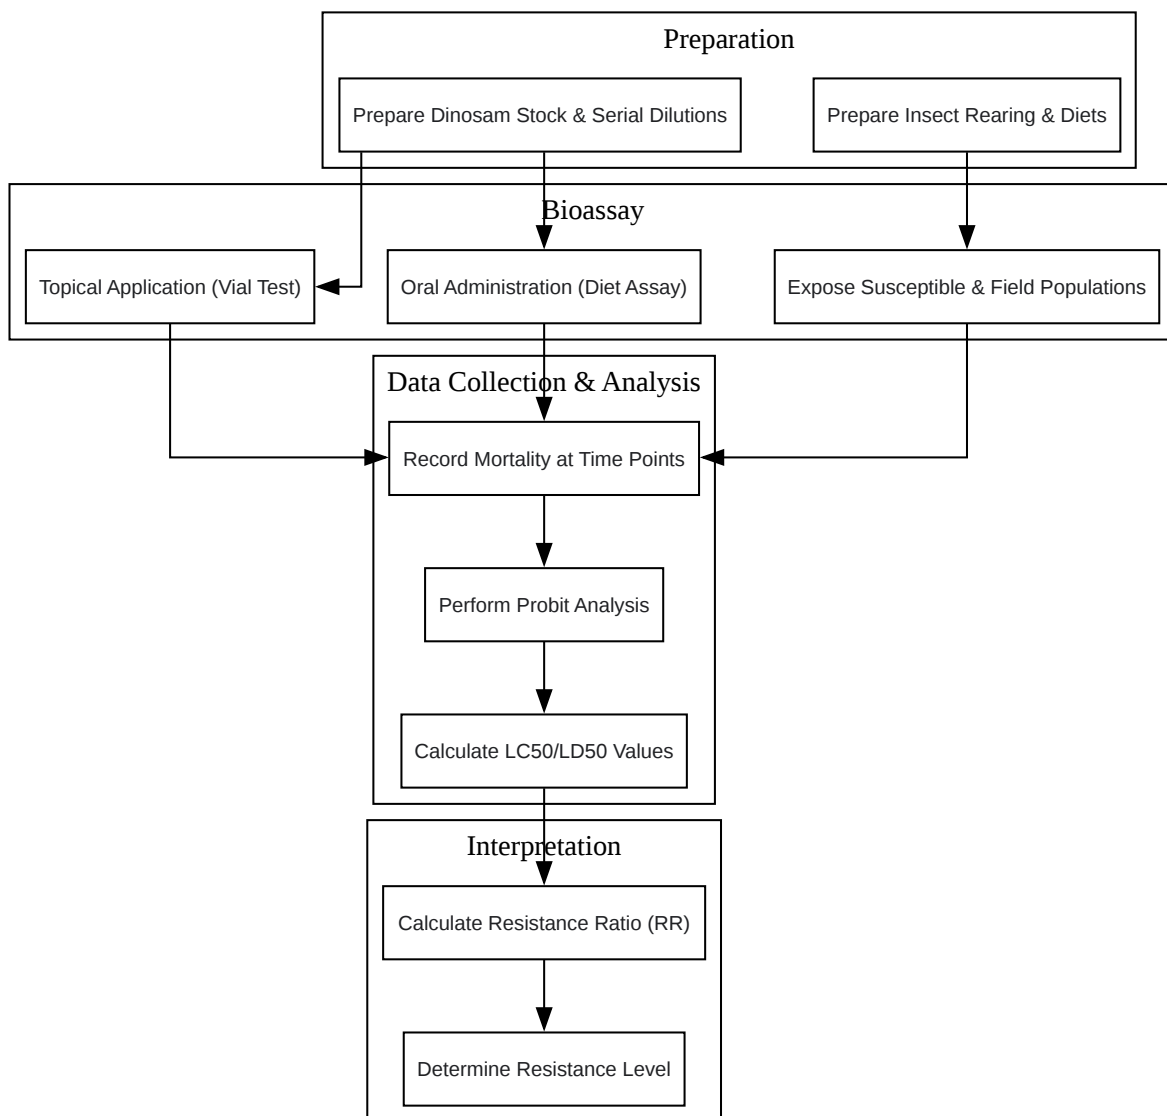 Preparation
Prepare Dinosam Stock & Serial Dilutions
Prepare Insect Rearing & Diets
Bioassay
Topical Application (Vial Test)
Oral Administration (Diet Assay)
Expose Susceptible & Field Populations
Data Collection & Analysis
Record Mortality at Time Points
Perform Probit Analysis
Calculate LC50/LD50 Values
Interpretation
Calculate Resistance Ratio (RR)
Determine Resistance Level